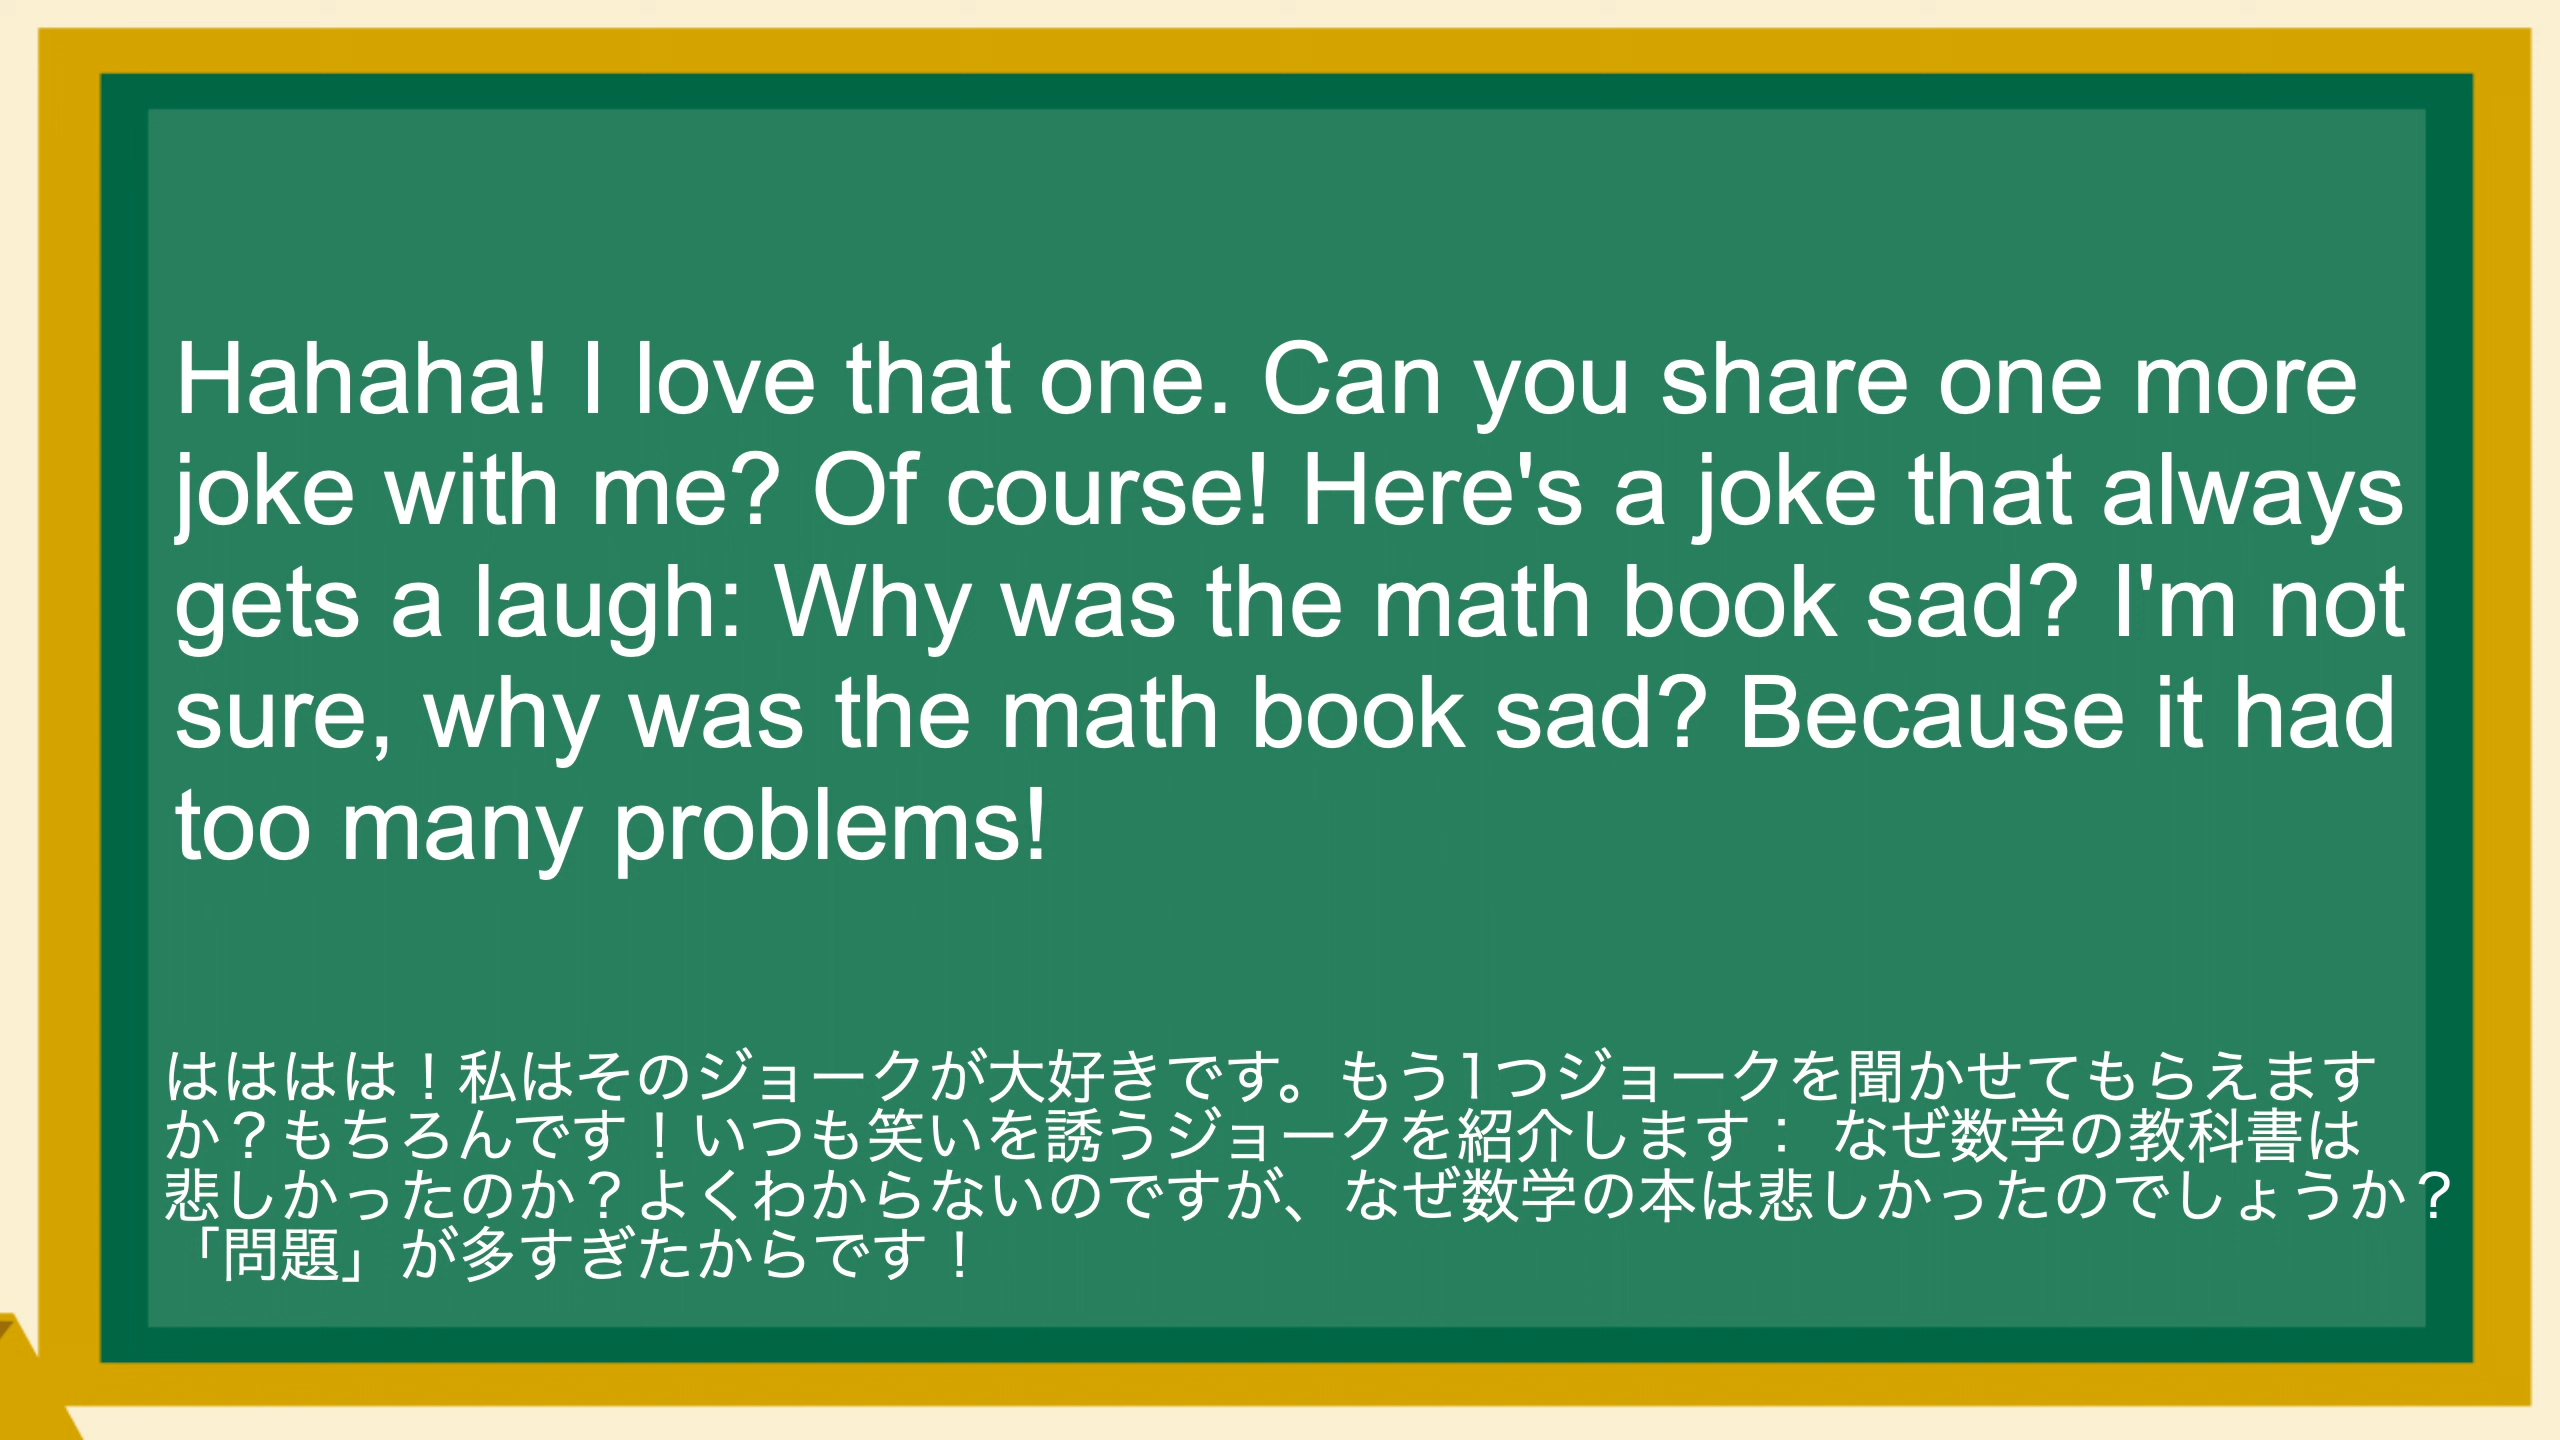 Hahaha! I love that one. Can you share one more
joke with me? Of course! Here's a joke that always
gets a laugh: Why was the math book sad? I'm not
sure, why was the math book sad? Because it had
too many problems!
はははは！私はそのジョークが大好きです。もう1つジョークを聞かせてもらえます
か？もちろんです！いつも笑いを誘うジョークを紹介します： なぜ数学の教科書は
悲しかったのか？よくわからないのですが、なぜ数学の本は悲しかったのでしょうか？
「問題」が多すぎたからです！